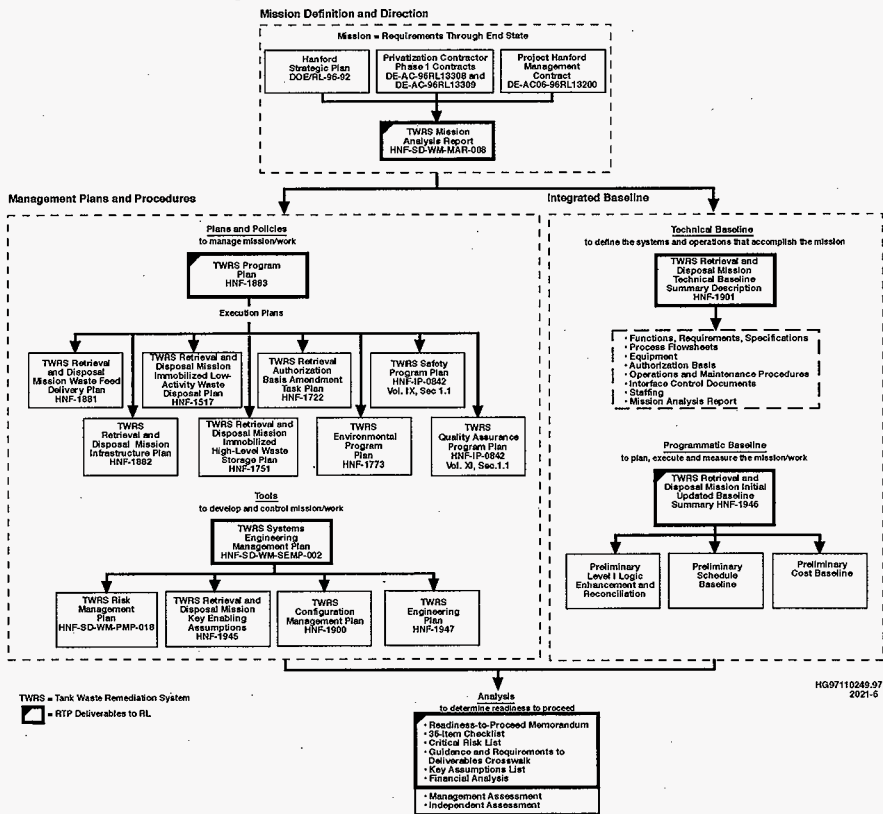 Mission Definition and Direction
Mission = Requirements Through End State
Hanford
Strategic Plan
DOE/RL-96-92
Privatization Contractor
Phase 1 Contracts
DE-AC-96RL13308 and
DE-AC-96RL13309
Project Hanford
Management
Contract
DE-AC06-96RL13200
TWRS Mission
Analysis Report
HNF-SD-WM-MAR-008
Management Plans and Procedures
Plans and Policies
to manage mission/work
TWRS Program
Plan
HNF-1883
Execution Plans
TWRS Retrieval
and Disposal
Mission Waste Feed
Delivery Plan
HNF-1881
TWRS Retrieval and
Disposal Mission
Immobilized Low-
Activity Waste
Disposal Plan
HNF-1517
TWRS Retrieval
Authorization
Basis Amendment
Task Plan
HNF-1722
TWRS Safety
Program Plan
HNF-IP-0842
Vol. IX, Sec 1.1
TWRS
Retrieval and
Disposal Mission
Infrastructure Plan
HNF-1882
TWRS Retrieval and
Disposal Mission
Immobilized
High-Level Waste
Storage Plan
HNF-1751
TWRS
Environmental
Program
Plan
HNF-1773
TWRS
Quality Assurance
Program Plan
HNF-IP-0842
Vol. XI, Sec.1.1
Tools
to develop and control mission/work
TWRS Systems
Engineering
Management Plan
HNF-SD-WM-SEMP-002
TWRS Risk
Management
Plan
HNF-SD-WM-PMP-018
TWRS Retrieval and
Disposal Mission
Key Enabling
Assumptions
HNF-1945
TWRS
Configuration
Management Plan
HNF-1900
TWRS
Engineering
Plan
HNF-1947
Integrated Baseline
Technical Baseline
to define the systems and operations that accomplish the mission
TWRS Retrieval and
Disposal Mission
Technical Baseline
Summary Description
HNF-1901
• Functions, Requirements, Specifications
• Process Flowsheets
• Equipment
• Authorization Basis
• Operations and Maintenance Procedures
• Interface Control Documents
• Staffing
• Mission Analysis Report
Programmatic Baseline
to plan, execute and measure the mission/work
TWRS Retrieval and
Disposal Mission Initial
Updated Baseline
Summary HNF-1946
Preliminary
Level I Logic
Enhancement and
Reconciliation
Preliminary
Schedule
Baseline
Preliminary
Cost Baseline
TWRS = Tank Waste Remediation System
= RTP Deliverables to RL
HG97110249.97
2021-6
Analysis
to determine readiness to proceed
• Readiness-to-Proceed Memorandum
• 35-Item Checklist
• Critical Risk List
• Guidance and Requirements to
Deliverables Crosswalk
• Key Assumptions List
• Financial Analysis
• Management Assessment
• Independent Assessment